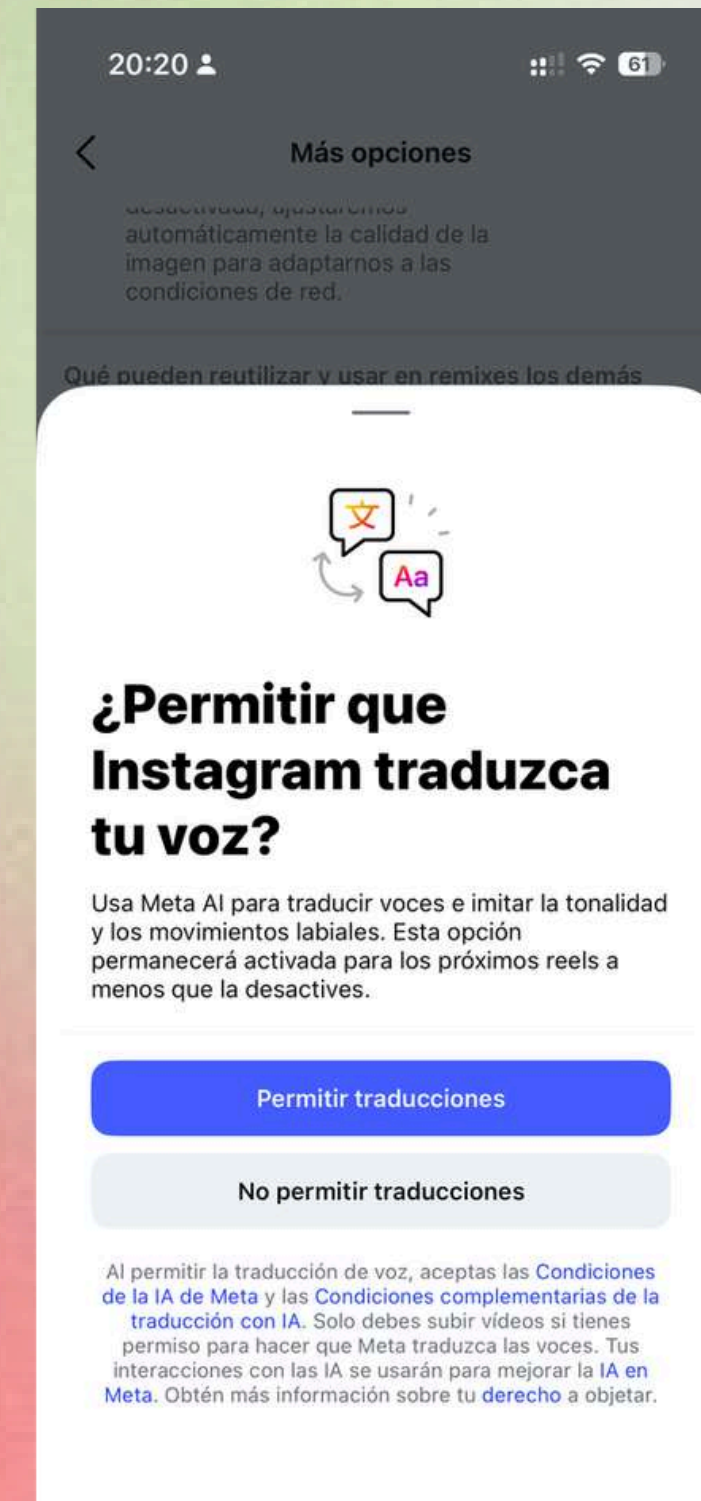 20:20
61
Más opciones
desactivada, ajustaremos
automáticamente la calidad de la
imagen para adaptarnos a las
condiciones de red.
Qué pueden reutilizar y usar en remixes los demás
文
Aa
¿Permitir que
Instagram traduzca
tu voz?
Usa Meta AI para traducir voces e imitar la tonalidad
y los movimientos labiales. Esta opción
permanecerá activada para los próximos reels a
menos que la desactives.
Permitir traducciones
No permitir traducciones
Al permitir la traducción de voz, aceptas las Condiciones
de la IA de Meta y las Condiciones complementarias de la
traducción con IA. Solo debes subir vídeos si tienes
permiso para hacer que Meta traduzca las voces. Tus
interacciones con las IA se usarán para mejorar la IA en
Meta. Obtén más información sobre tu derecho a objetar.